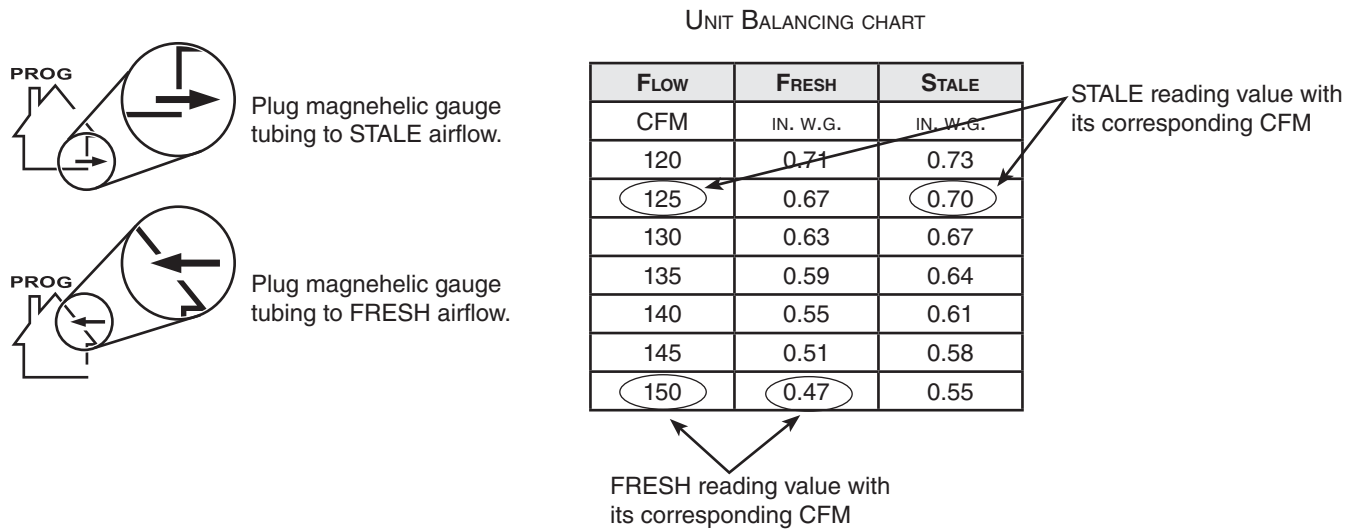 UNIT BALANCING CHART
PROG
Plug magnehelic gauge
tubing to STALE airflow.
PROG
Plug magnehelic gauge
tubing to FRESH airflow.
FLOW FRESH STALE
CFM IN. W.G. IN. W.G.
120 0.71 0.73
125 0.67 0.70
130 0.63 0.67
135 0.59 0.64
140 0.55 0.61
145 0.51 0.58
150 0.47 0.55
STALE reading value with
its corresponding CFM
FRESH reading value with
its corresponding CFM